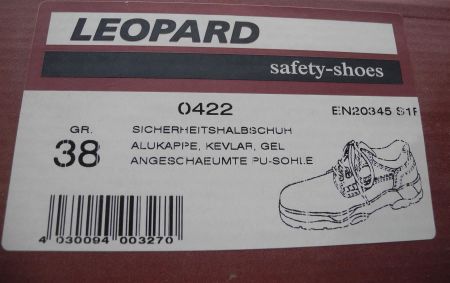 LEOPARD
safety-shoes
0422 EN20345 S1P
GR. SICHERHEITSHALBSCHUH
38 ALUKAPPE, KEVLAR, GEL
ANGESCHAEUMTE PU-SOHLE
4 030094 003270